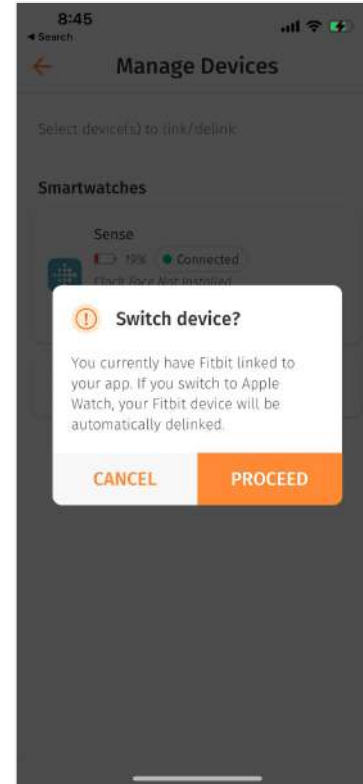 8:45
◀ Search
Manage Devices
Select device(s) to link/delink
Smartwatches
Sense
19% Connected
Clock Face Not Installed
Switch device?
You currently have Fitbit linked to
your app. If you switch to Apple
Watch, your Fitbit device will be
automatically delinked.
CANCEL PROCEED